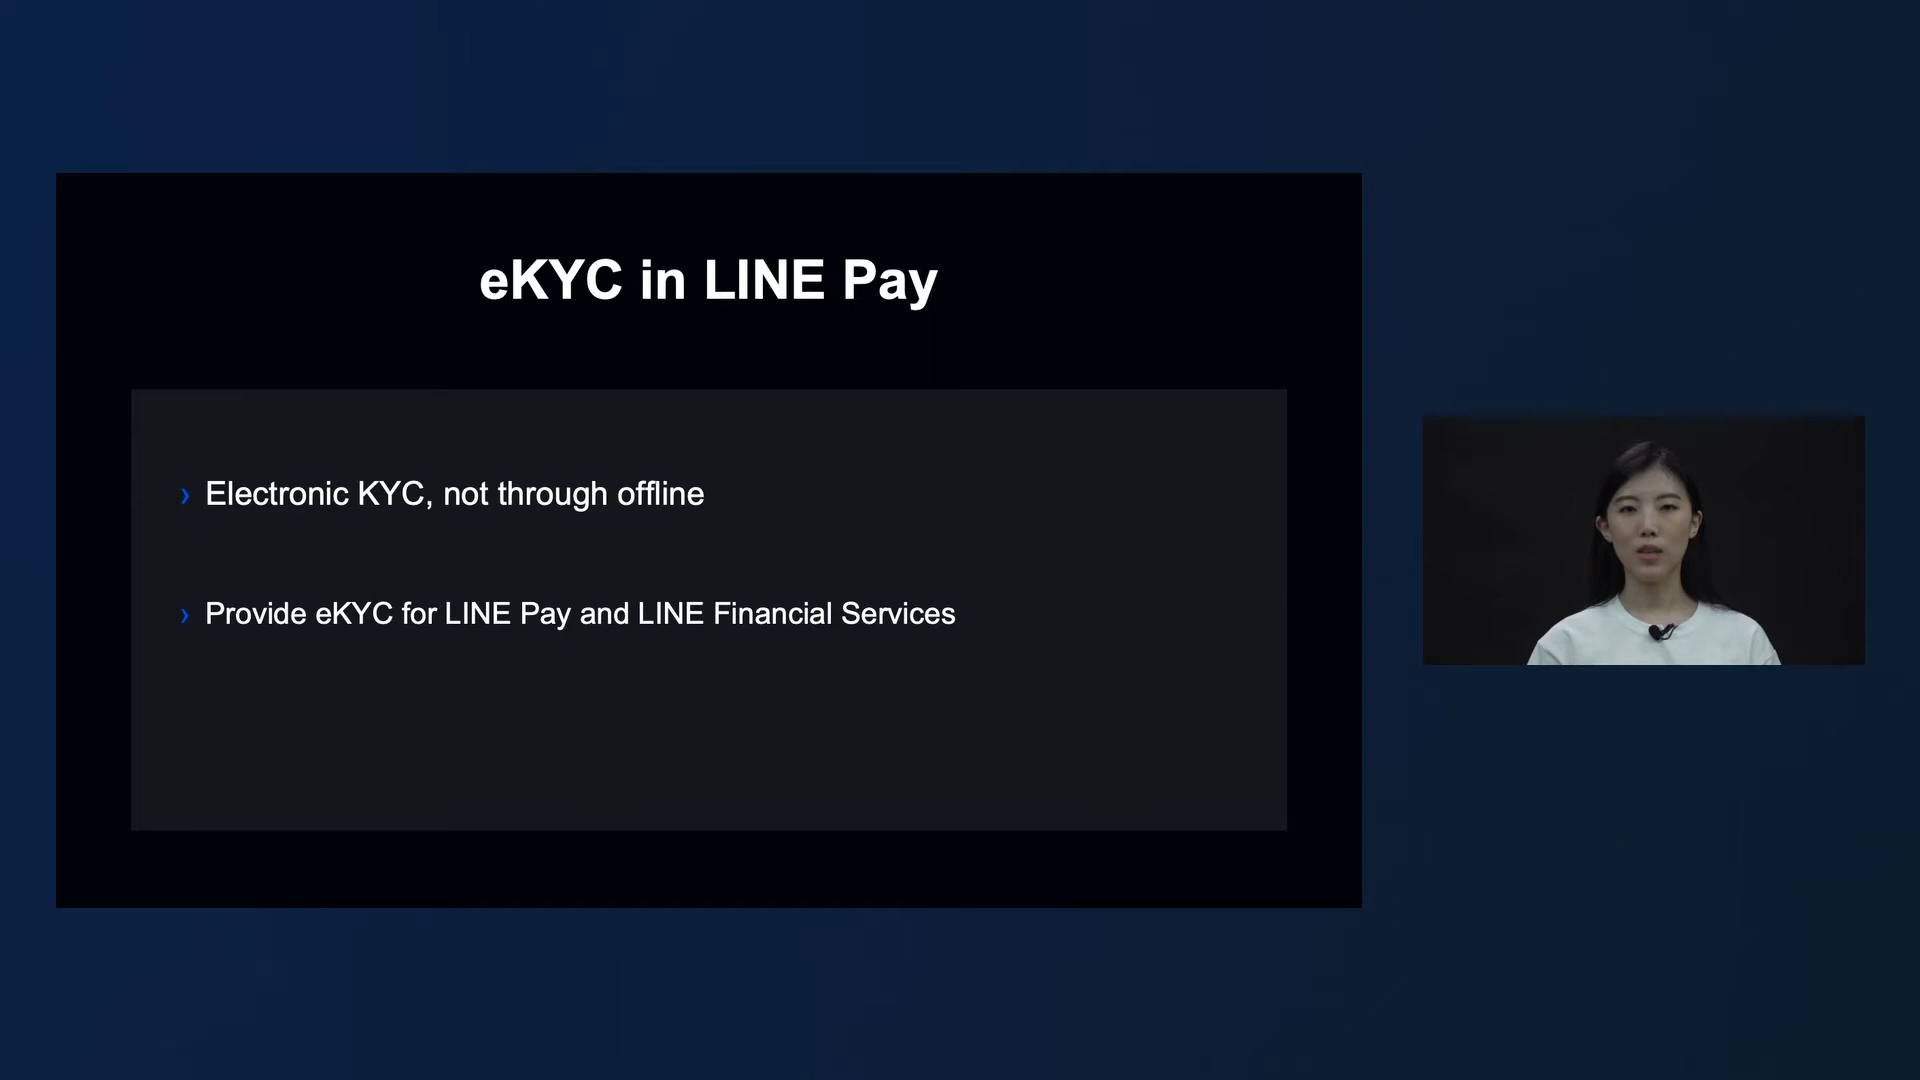 eKYC in LINE Pay
› Electronic KYC, not through offline
› Provide eKYC for LINE Pay and LINE Financial Services